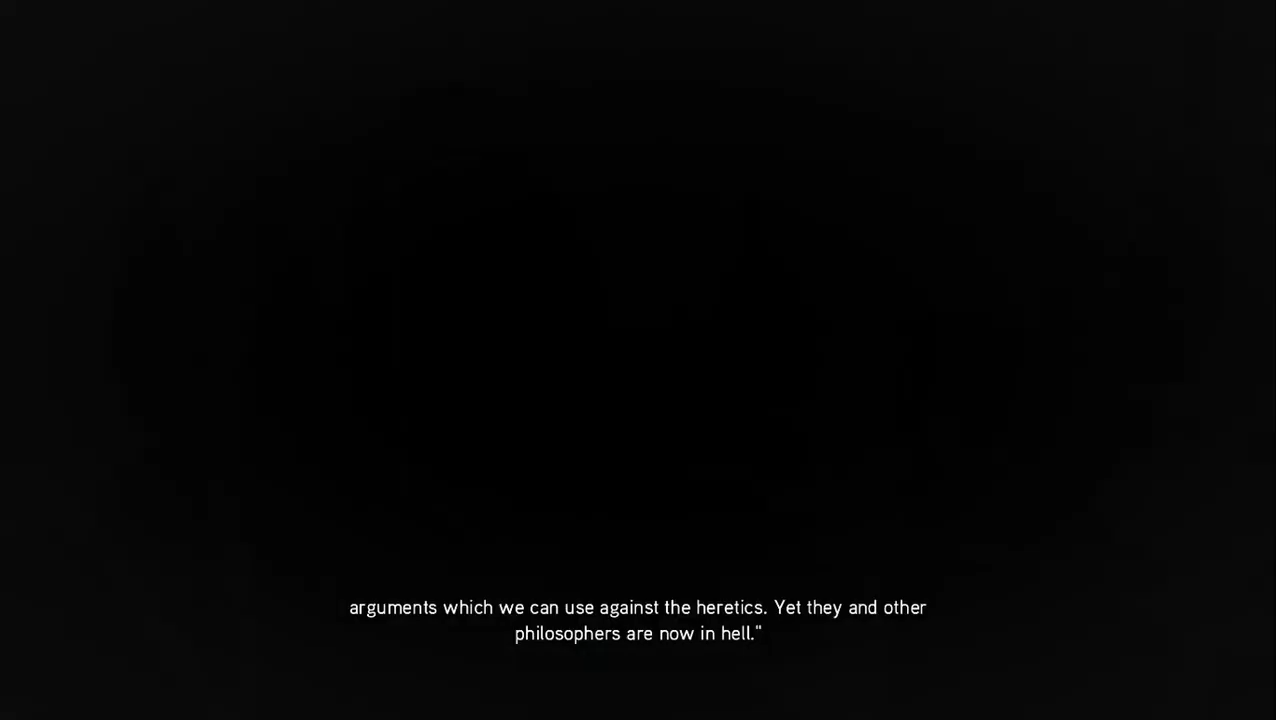 arguments which we can use against the heretics. Yet they and other
philosophers are now in hell."